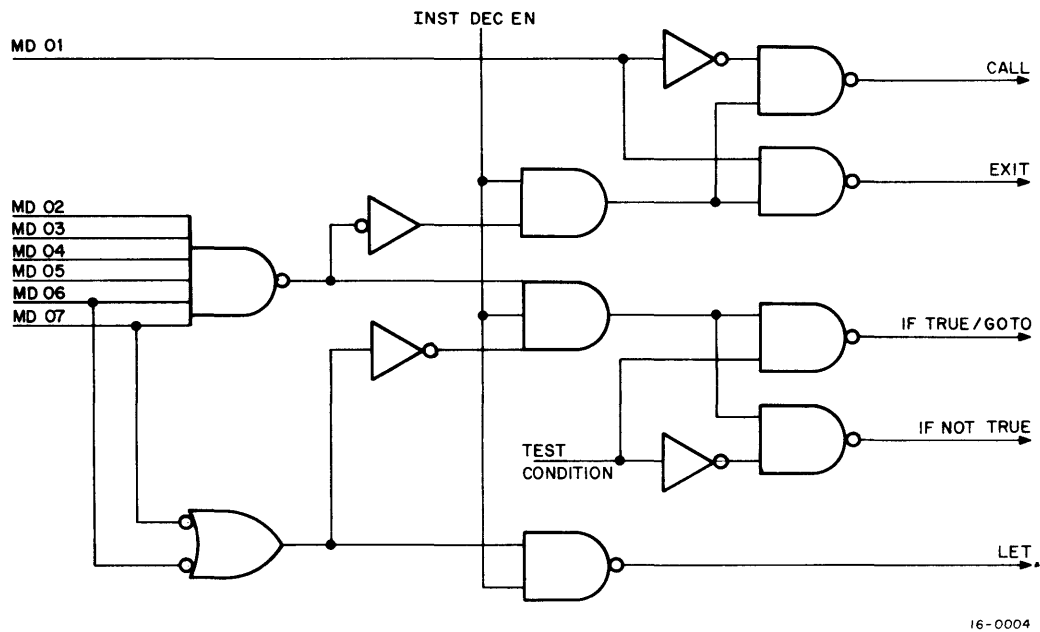 INST DEC EN
MD 01
CALL
EXIT
MD 02
MD 03
MD 04
MD 05
MD 06
MD 07
IF TRUE/GOTO
IF NOT TRUE
TEST
CONDITION
LET
16-0004